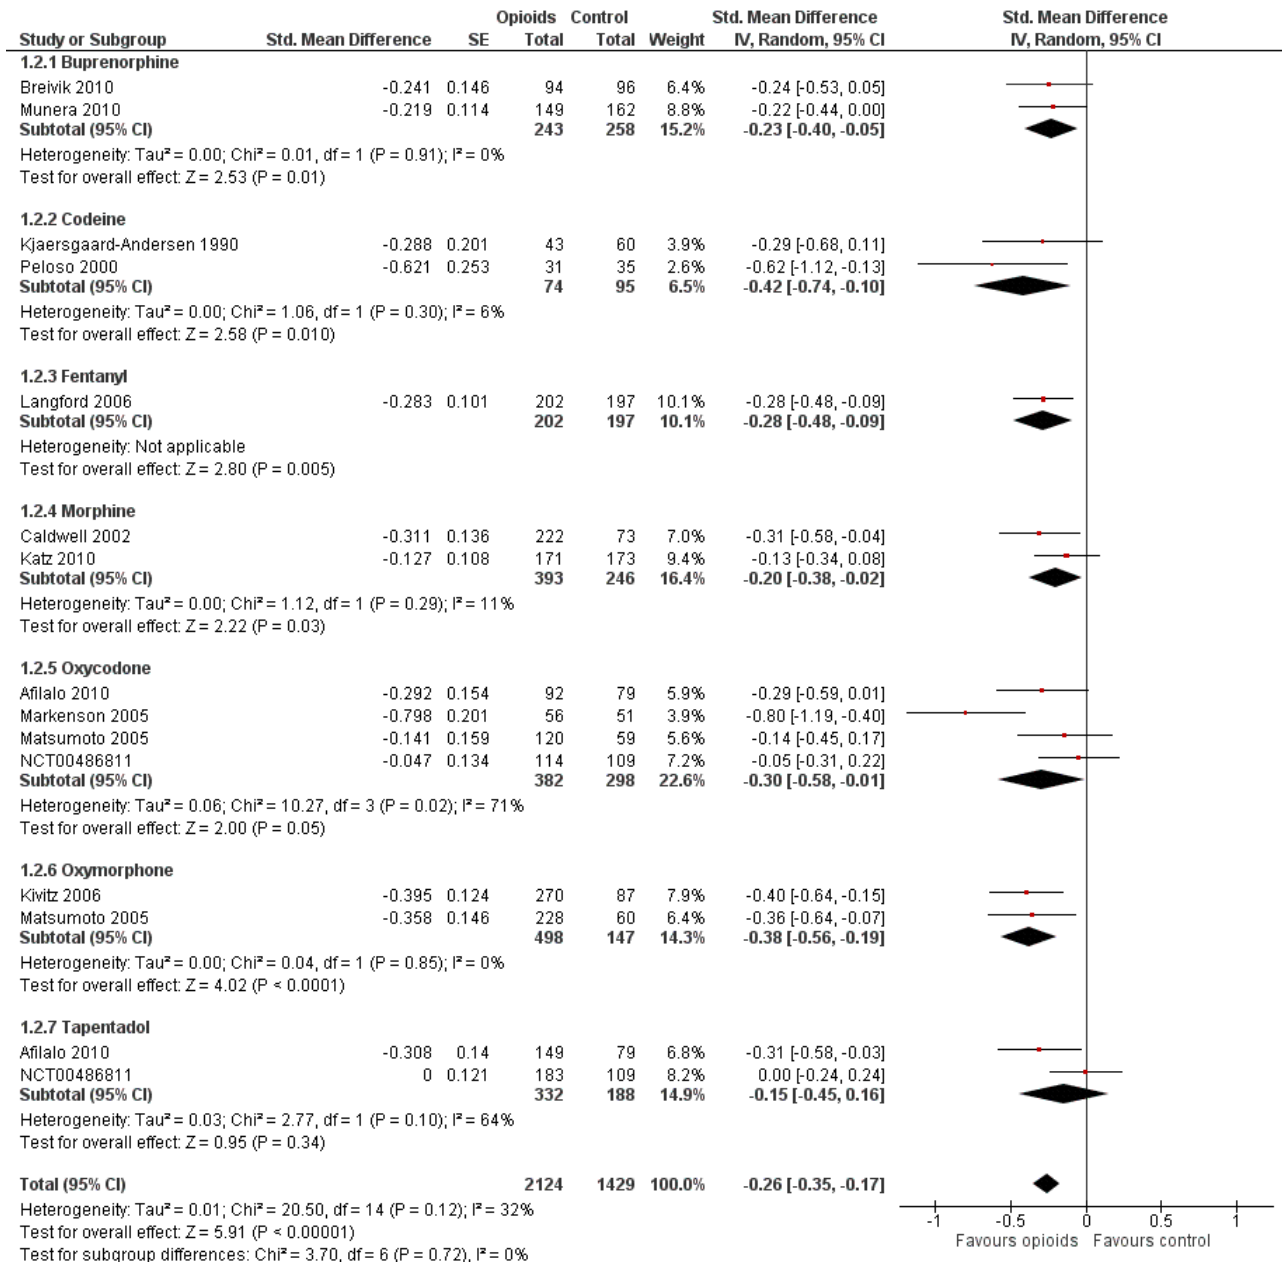 Opioids Control Std. Mean Difference Std. Mean Difference
Study or Subgroup Std. Mean Difference SE Total Total Weight IV, Random, 95% CI IV, Random, 95% CI
1.2.1 Buprenorphine
Breivik 2010 -0.241 0.146 94 96 6.4% -0.24 [-0.53, 0.05]
Munera 2010 -0.219 0.114 149 162 8.8% -0.22 [-0.44, 0.00]
Subtotal (95% CI) 243 258 15.2% -0.23 [-0.40, -0.05]
Heterogeneity: Tau² = 0.00; Chi² = 0.01, df = 1 (P = 0.91); I² = 0%
Test for overall effect: Z = 2.53 (P = 0.01)
1.2.2 Codeine
Kjaersgaard-Andersen 1990 -0.288 0.201 43 60 3.9% -0.29 [-0.68, 0.11]
Peloso 2000 -0.621 0.253 31 35 2.6% -0.62 [-1.12, -0.13]
Subtotal (95% CI) 74 95 6.5% -0.42 [-0.74, -0.10]
Heterogeneity: Tau² = 0.00; Chi² = 1.06, df = 1 (P = 0.30); I² = 6%
Test for overall effect: Z = 2.58 (P = 0.010)
1.2.3 Fentanyl
Langford 2006 -0.283 0.101 202 197 10.1% -0.28 [-0.48, -0.09]
Subtotal (95% CI) 202 197 10.1% -0.28 [-0.48, -0.09]
Heterogeneity: Not applicable
Test for overall effect: Z = 2.80 (P = 0.005)
1.2.4 Morphine
Caldwell 2002 -0.311 0.136 222 73 7.0% -0.31 [-0.58, -0.04]
Katz 2010 -0.127 0.108 171 173 9.4% -0.13 [-0.34, 0.08]
Subtotal (95% CI) 393 246 16.4% -0.20 [-0.38, -0.02]
Heterogeneity: Tau² = 0.00; Chi² = 1.12, df = 1 (P = 0.29); I² = 11%
Test for overall effect: Z = 2.22 (P = 0.03)
1.2.5 Oxycodone
Afilalo 2010 -0.292 0.154 92 79 5.9% -0.29 [-0.59, 0.01]
Markenson 2005 -0.798 0.201 56 51 3.9% -0.80 [-1.19, -0.40]
Matsumoto 2005 -0.141 0.159 120 59 5.6% -0.14 [-0.45, 0.17]
NCT00486811 -0.047 0.134 114 109 7.2% -0.05 [-0.31, 0.22]
Subtotal (95% CI) 382 298 22.6% -0.30 [-0.58, -0.01]
Heterogeneity: Tau² = 0.06; Chi² = 10.27, df = 3 (P = 0.02); I² = 71%
Test for overall effect: Z = 2.00 (P = 0.05)
1.2.6 Oxymorphone
Kivitz 2006 -0.395 0.124 270 87 7.9% -0.40 [-0.64, -0.15]
Matsumoto 2005 -0.358 0.146 228 60 6.4% -0.36 [-0.64, -0.07]
Subtotal (95% CI) 498 147 14.3% -0.38 [-0.56, -0.19]
Heterogeneity: Tau² = 0.00; Chi² = 0.04, df = 1 (P = 0.85); I² = 0%
Test for overall effect: Z = 4.02 (P < 0.0001)
1.2.7 Tapentadol
Afilalo 2010 -0.308 0.14 149 79 6.8% -0.31 [-0.58, -0.03]
NCT00486811 0 0.121 183 109 8.2% 0.00 [-0.24, 0.24]
Subtotal (95% CI) 332 188 14.9% -0.15 [-0.45, 0.16]
Heterogeneity: Tau² = 0.03; Chi² = 2.77, df = 1 (P = 0.10); I² = 64%
Test for overall effect: Z = 0.95 (P = 0.34)
Total (95% CI) 2124 1429 100.0% -0.26 [-0.35, -0.17]
Heterogeneity: Tau² = 0.01; Chi² = 20.50, df = 14 (P = 0.12); I² = 32%
Test for overall effect: Z = 5.91 (P < 0.00001)
Test for subgroup differences: Chi² = 3.70, df = 6 (P = 0.72), I² = 0%
-1 -0.5 0 0.5 1
Favours opioids Favours control